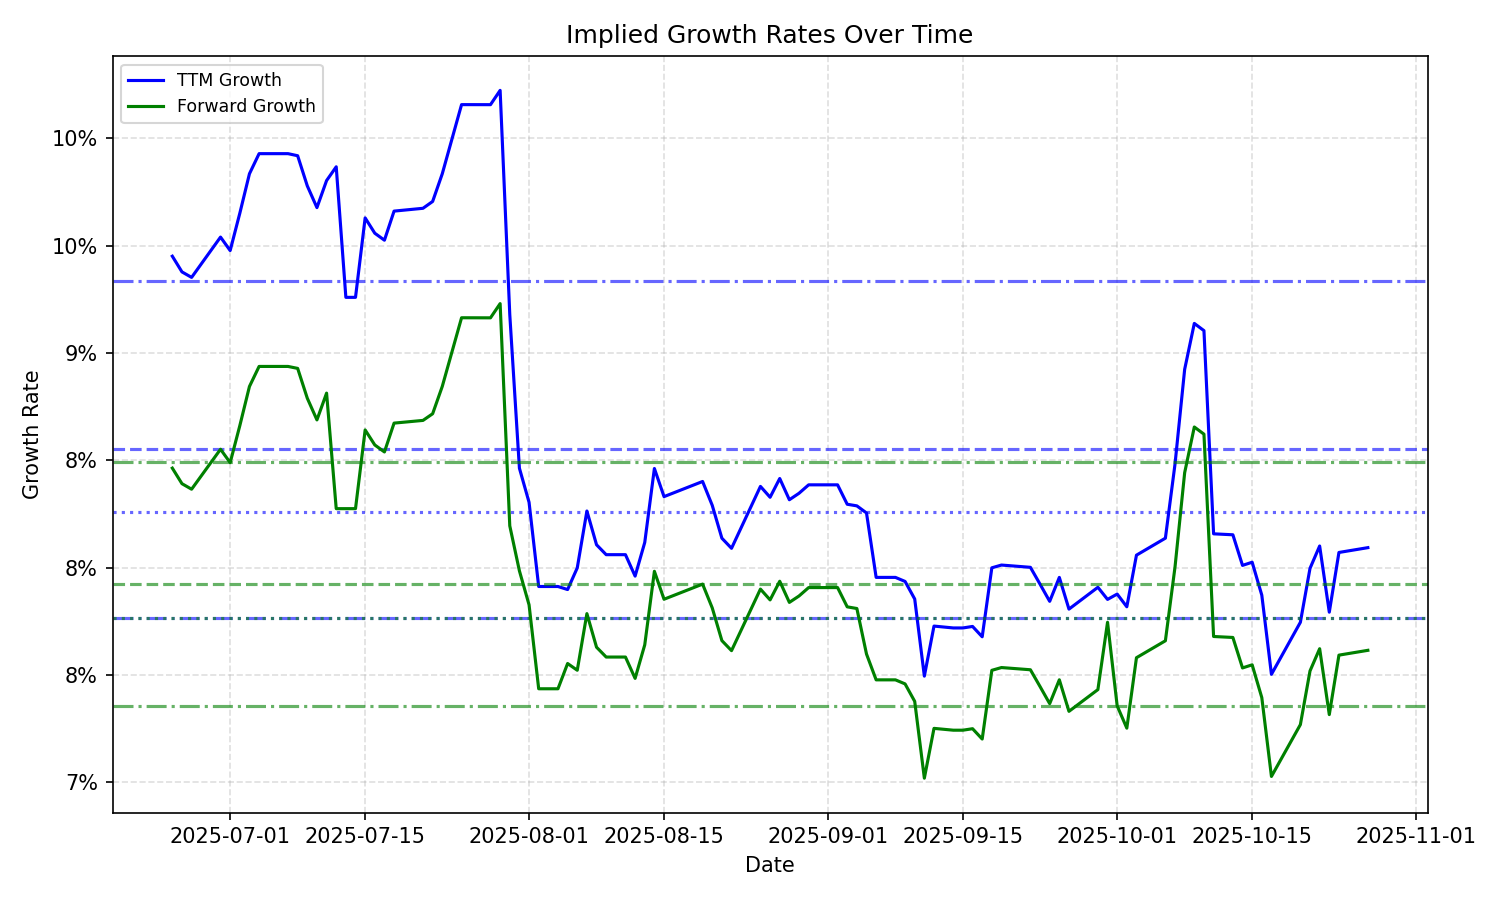 Implied Growth Rates Over Time
TTM Growth
Forward Growth
10%
10%
9%
8%
8%
8%
7%
Growth Rate
2025-07-01 2025-07-15 2025-08-01 2025-08-15 2025-09-01 2025-09-15 2025-10-01 2025-10-15 2025-11-01
Date